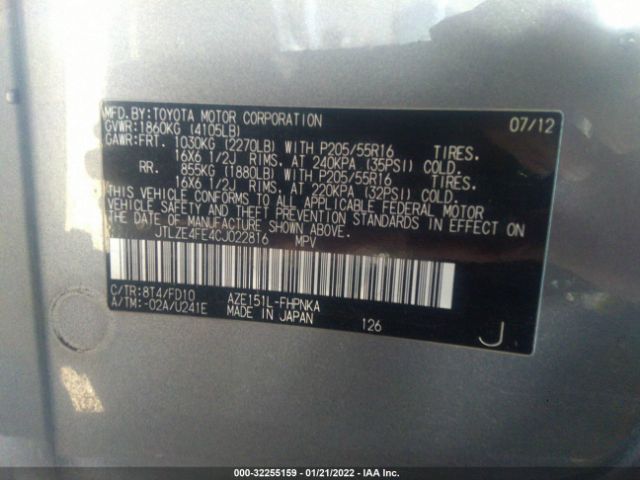 MFD.BY:TOYOTA MOTOR CORPORATION 07/12
GVWR:1860KG (4105LB)
GAWR:FRT. 1030KG (2270LB) WITH P205/55R16 TIRES.
16X6 1/2J RIMS. AT 240KPA (35PSI) COLD.
RR. 855KG (1880LB) WITH P205/55R16 TIRES.
16X6 1/2J RIMS. AT 220KPA (32PSI) COLD.
THIS VEHICLE CONFORMS TO ALL APPLICABLE FEDERAL MOTOR
VEHICLE SAFETY AND THEFT PREVENTION STANDARDS IN EFFECT ON
THE DATE OF MANUFACTURE SHOWN ABOVE.
JTLZE4FE4CJ022816 MPV
C/TR:8T4/FD10 AZE151L-FHPNKA
A/TM:-02A/U241E MADE IN JAPAN 126 J
000-32255159 - 01/21/2022 - IAA Inc.